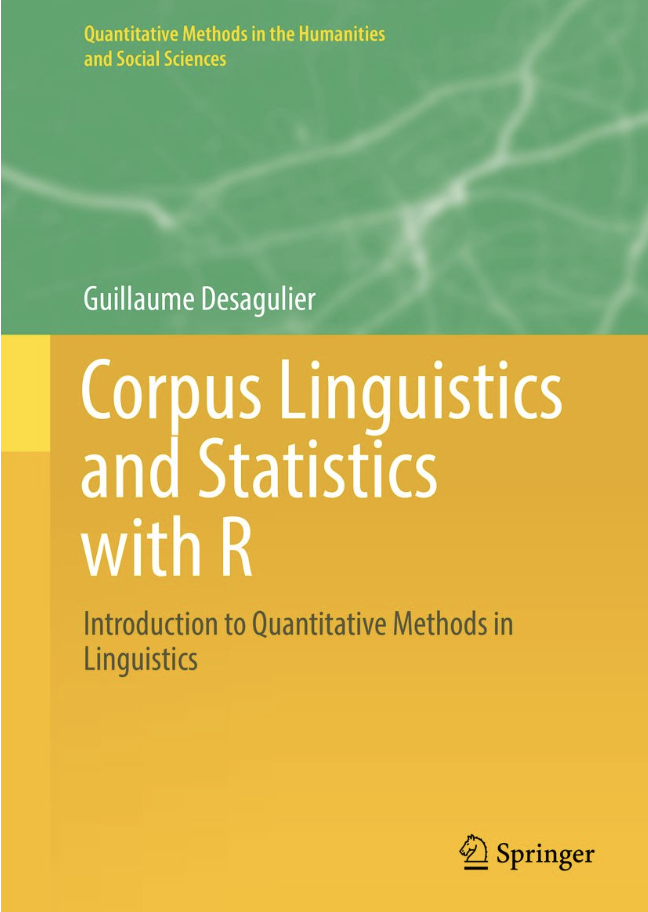 Quantitative Methods in the Humanities
and Social Sciences
Guillaume Desagulier
Corpus Linguistics
and Statistics
with R
Introduction to Quantitative Methods in
Linguistics
Springer